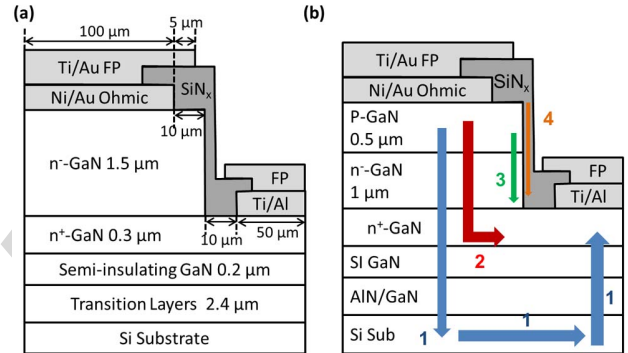 (a)
5 μm
100 μm
Ti/Au FP
SiNx
Ni/Au Ohmic
10 μm
n⁻-GaN 1.5 μm
FP
Ti/Al
n⁺-GaN 0.3 μm
10 μm
50 μm
Semi-insulating GaN 0.2 μm
Transition Layers 2.4 μm
Si Substrate
(b)
Ti/Au FP
SiNx
Ni/Au Ohmic
P-GaN
0.5 μm
4
n⁻-GaN
1 μm
3
FP
Ti/Al
n⁺-GaN
2
SI GaN
AlN/GaN
1
1
Si Sub
1